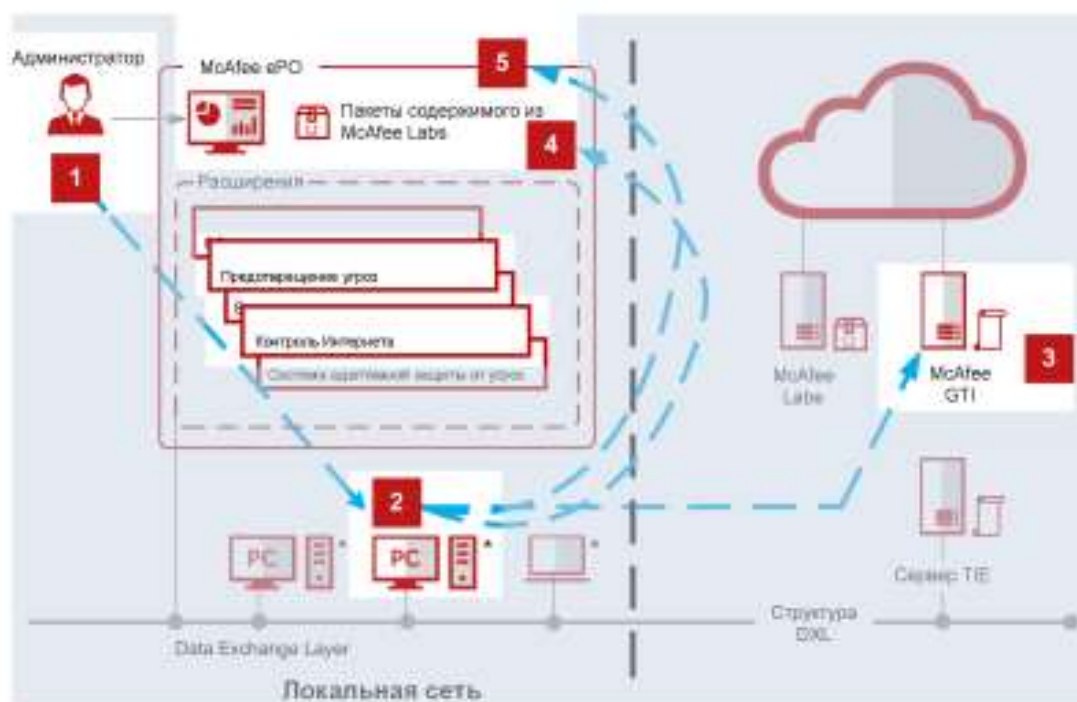 Администратор
McAfee ePO
5
Пакеты содержимого из
McAfee Labs
4
1
Расширения
Предотвращение угроз
Контроль Интернета
Система адаптивной защиты от угроз
McAfee
Labs
McAfee
GTI
3
2
PC
*
PC
*
*
Сервер TIE
Data Exchange Layer
Структура
DXL
Локальная сеть